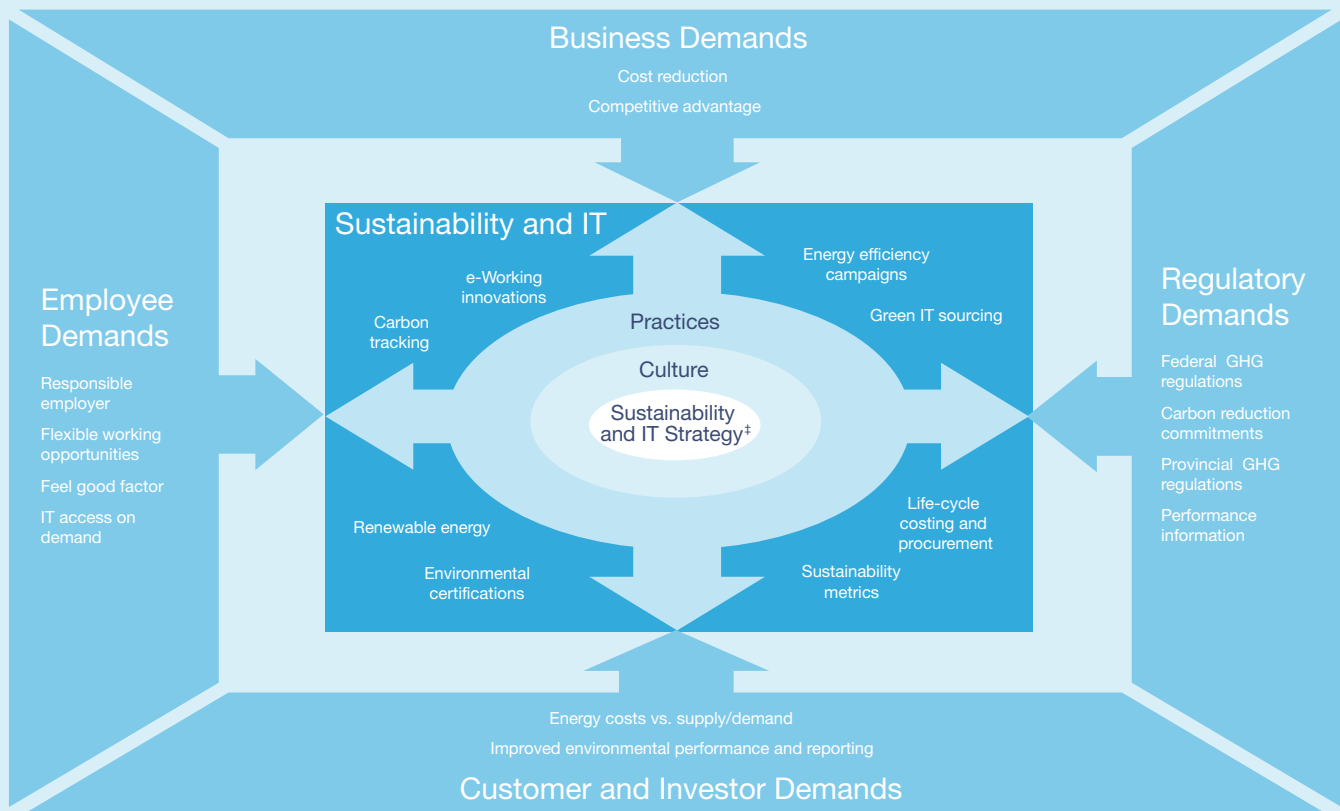 Business Demands
Cost reduction
Competitive advantage
Sustainability and IT
e-Working
innovations
Carbon
tracking
Energy efficiency
campaigns
Green IT sourcing
Employee
Demands
Responsible
employer
Flexible working
opportunities
Feel good factor
IT access on
demand
Practices
Culture
Sustainability
and IT Strategy‡
Regulatory
Demands
Federal GHG
regulations
Carbon reduction
commitments
Provincial GHG
regulations
Performance
information
Renewable energy
Environmental
certifications
Life-cycle
costing and
procurement
Sustainability
metrics
Energy costs vs. supply/demand
Improved environmental performance and reporting
Customer and Investor Demands